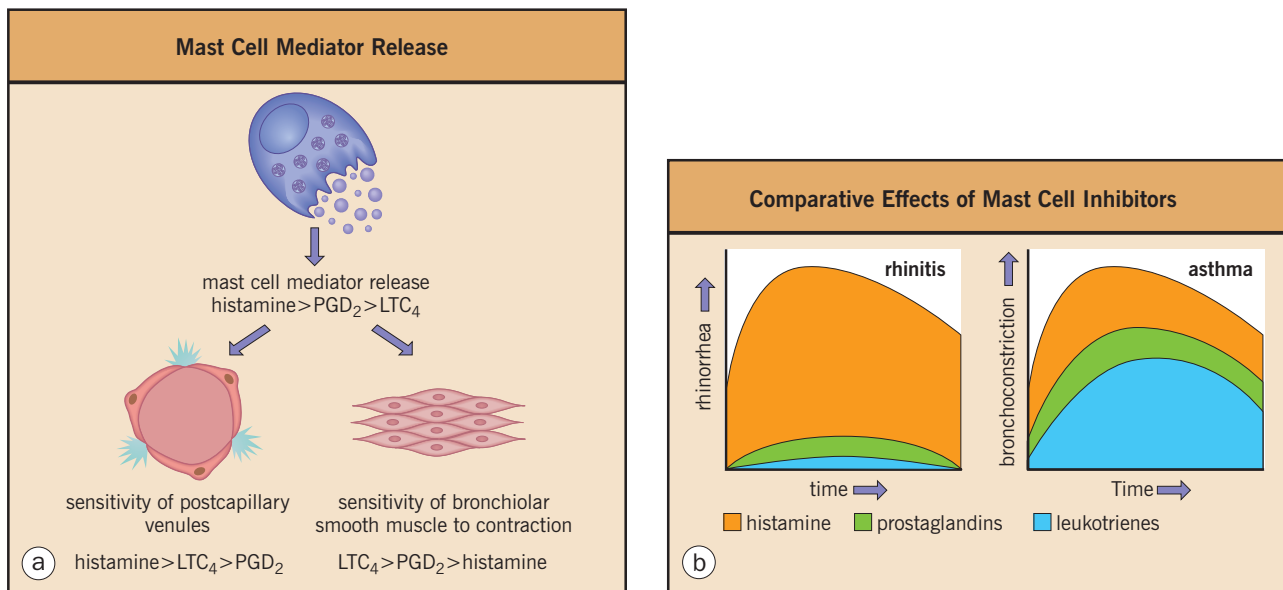 Mast Cell Mediator Release
mast cell mediator release
histamine>PGD₂>LTC₄
sensitivity of postcapillary
venules
histamine>LTC₄>PGD₂
sensitivity of bronchiolar
smooth muscle to contraction
LTC₄>PGD₂>histamine
a
Comparative Effects of Mast Cell Inhibitors
rhinitis
rhinorrhea
time
asthma
bronchoconstriction
Time
histamine
prostaglandins
leukotrienes
b